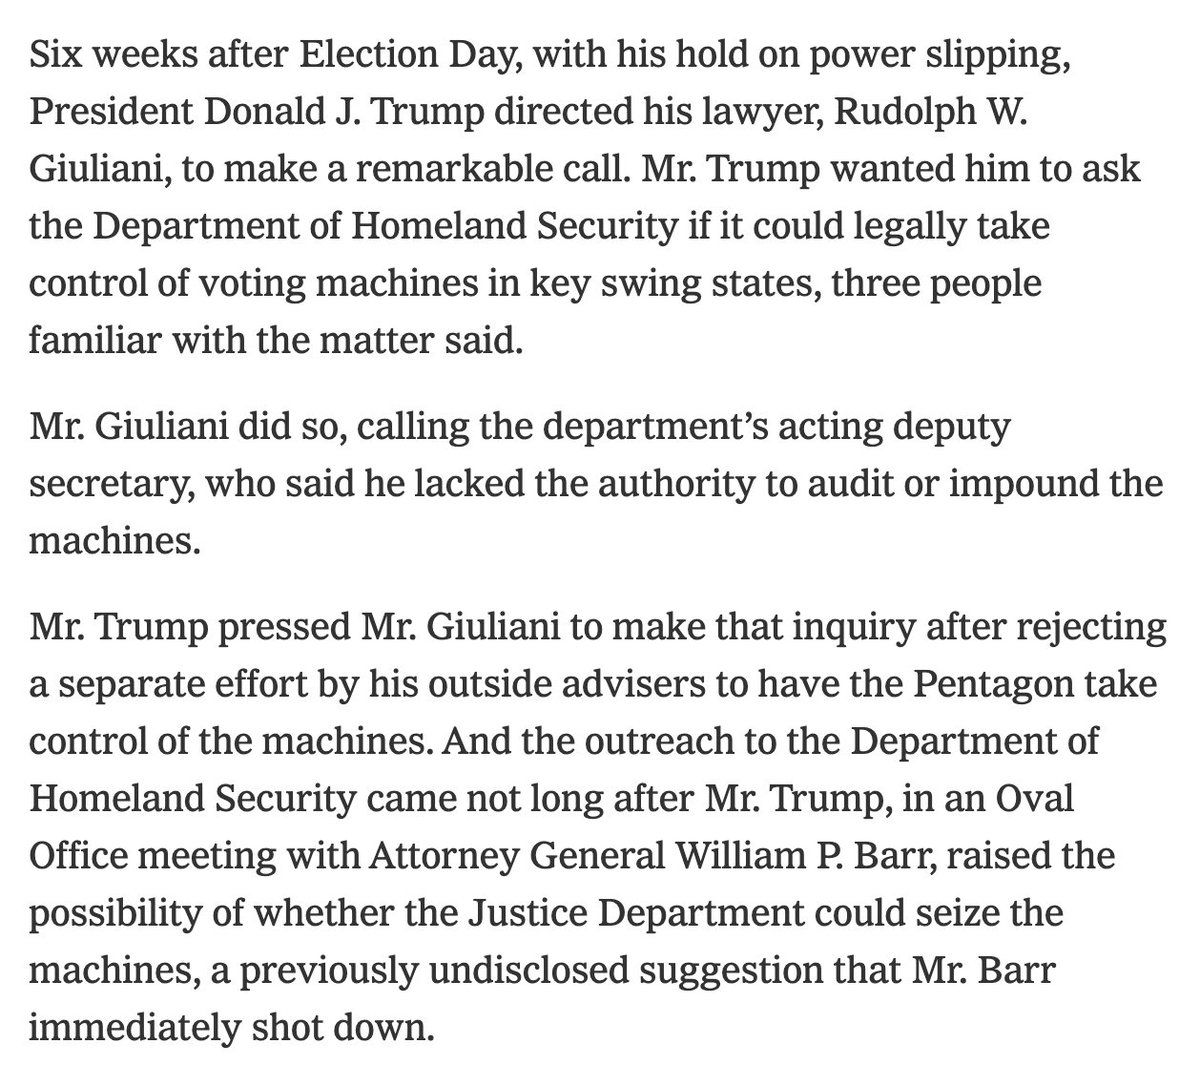 Six weeks after Election Day, with his hold on power slipping,
President Donald J. Trump directed his lawyer, Rudolph W.
Giuliani, to make a remarkable call. Mr. Trump wanted him to ask
the Department of Homeland Security if it could legally take
control of voting machines in key swing states, three people
familiar with the matter said.
Mr. Giuliani did so, calling the department’s acting deputy
secretary, who said he lacked the authority to audit or impound the
machines.
Mr. Trump pressed Mr. Giuliani to make that inquiry after rejecting
a separate effort by his outside advisers to have the Pentagon take
control of the machines. And the outreach to the Department of
Homeland Security came not long after Mr. Trump, in an Oval
Office meeting with Attorney General William P. Barr, raised the
possibility of whether the Justice Department could seize the
machines, a previously undisclosed suggestion that Mr. Barr
immediately shot down.